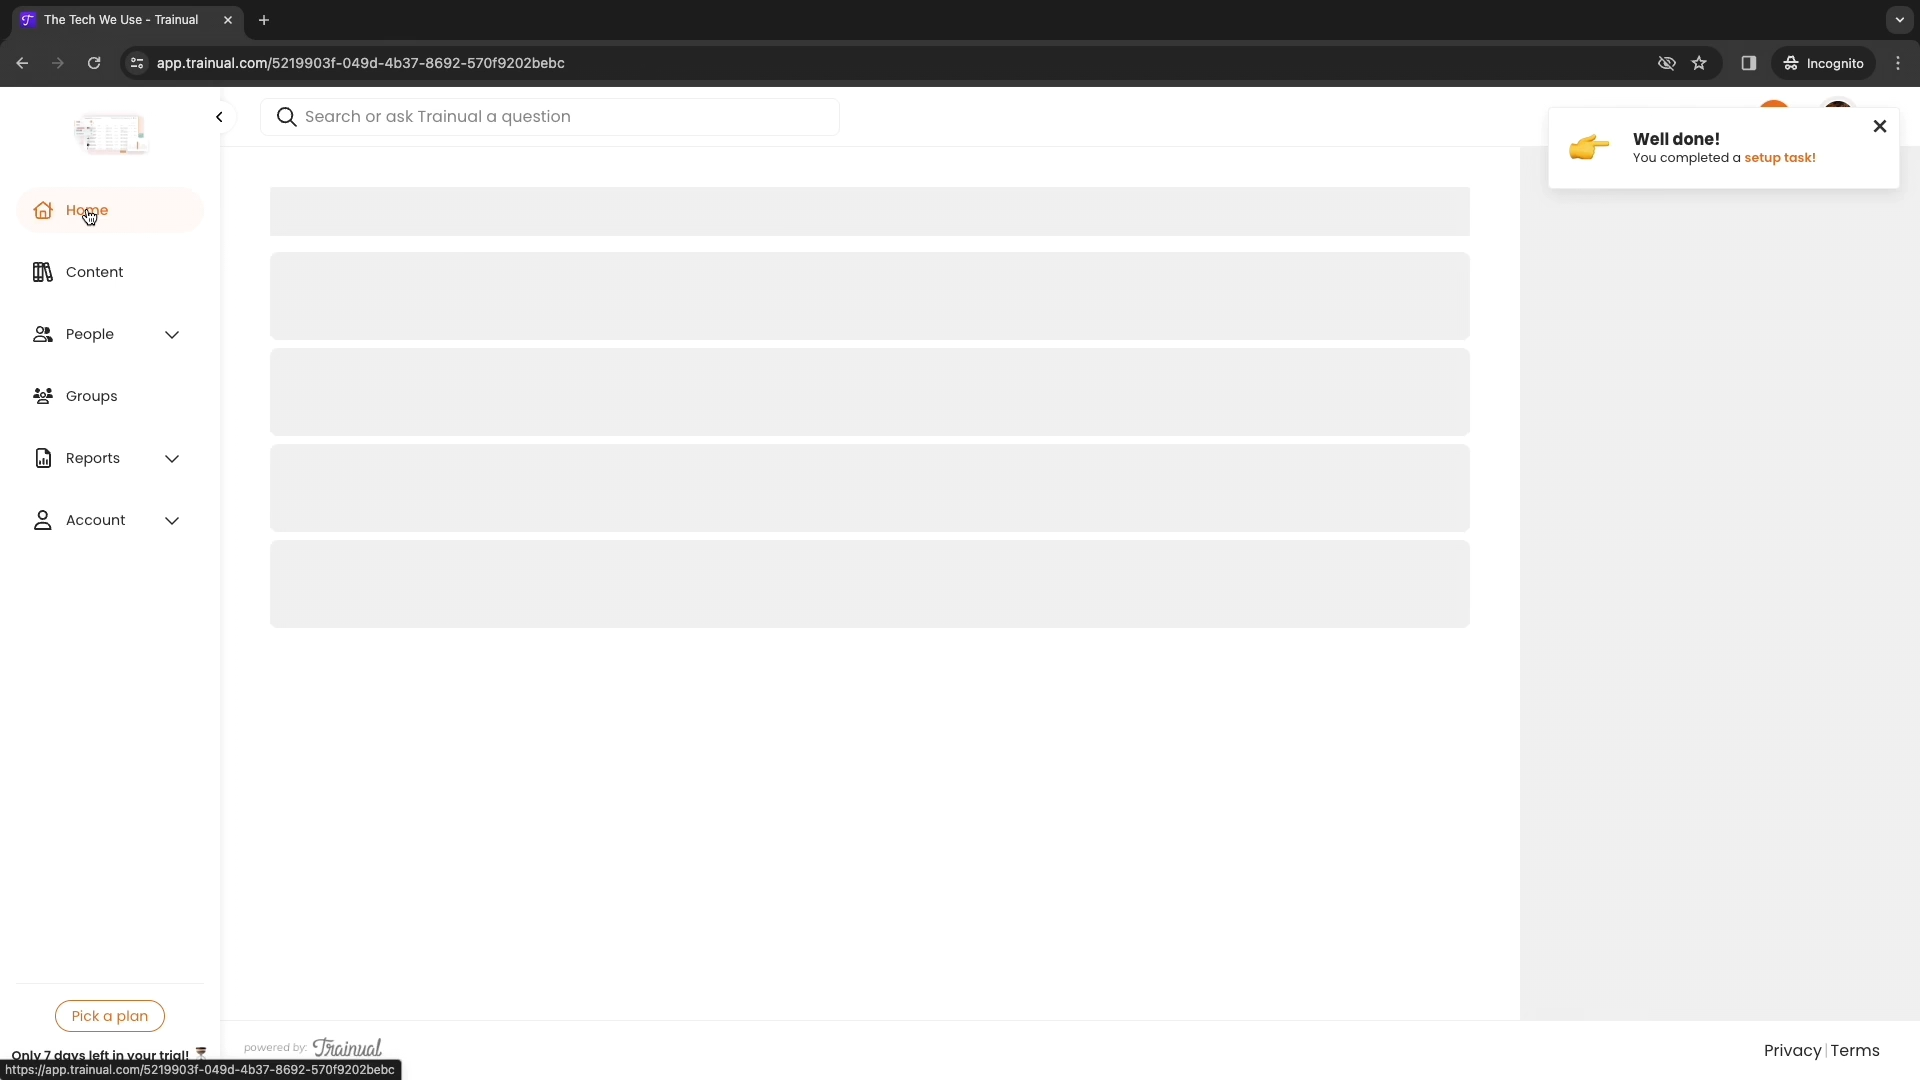 The Tech We Use - Trainual
app.trainual.com/5219903f-049d-4b37-8692-570f9202bebc
Incognito
Search or ask Trainual a question
Well done!
You completed a setup task!
Home
Content
People
Groups
Reports
Account
Pick a plan
Only 7 days left in your trial!
powered by: Trainual
Privacy | Terms
https://app.trainual.com/5219903f-049d-4b37-8692-570f9202bebc